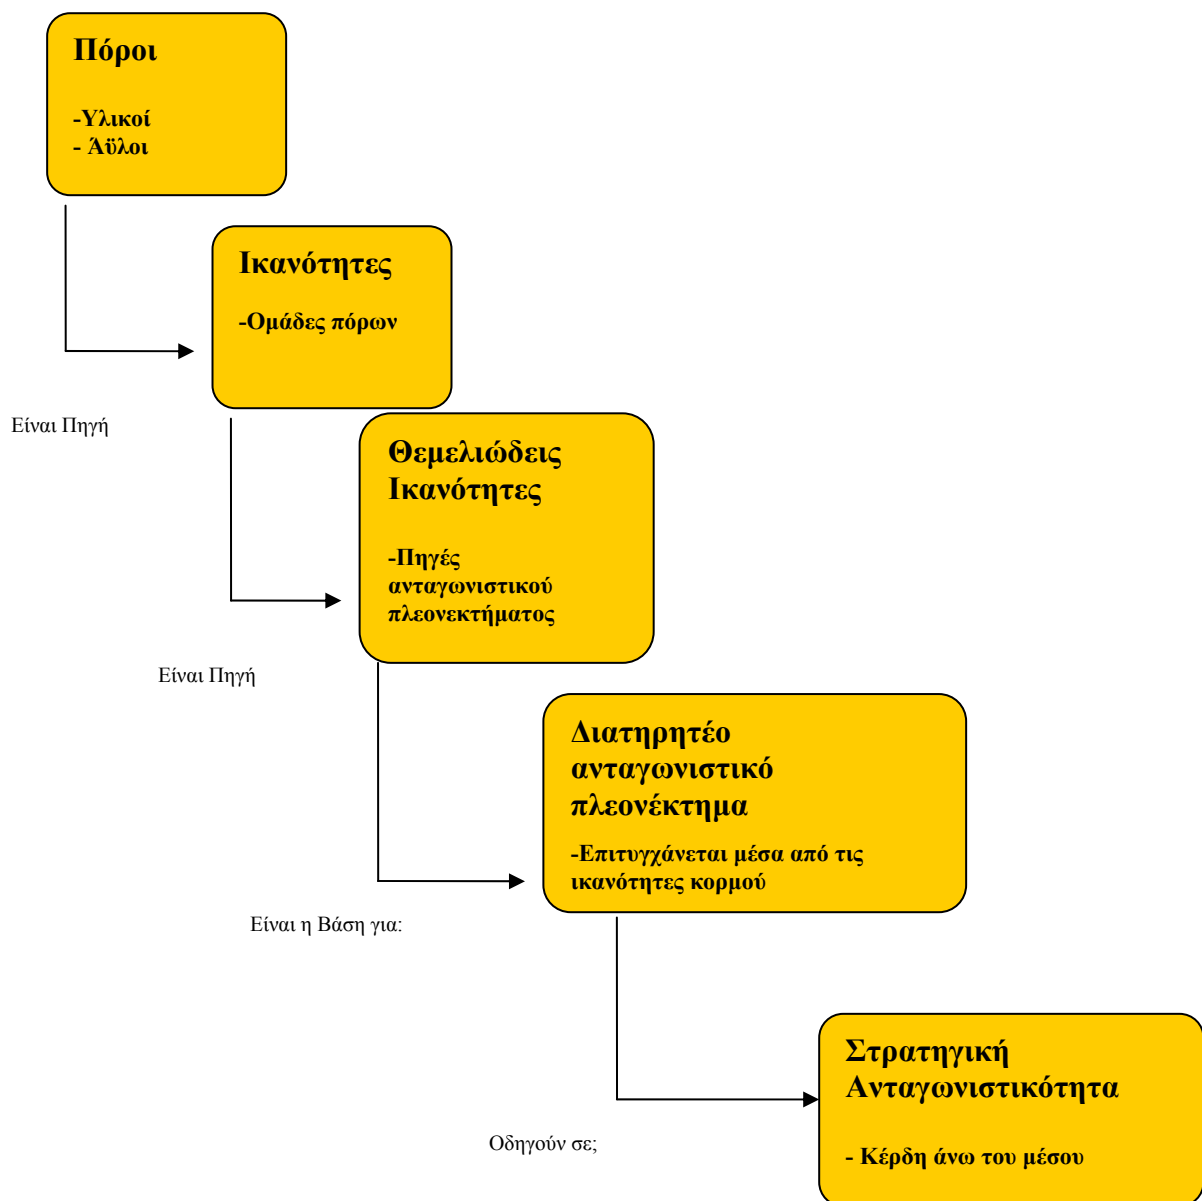 Πόροι
-Υλικοί
- Άϋλοι
Ικανότητες
-Ομάδες πόρων
Είναι Πηγή
Θεμελιώδεις
Ικανότητες
-Πηγές
ανταγωνιστικού
πλεονεκτήματος
Είναι Πηγή
Διατηρητέο
ανταγωνιστικό
πλεονέκτημα
-Επιτυγχάνεται μέσα από τις
ικανότητες κορμού
Είναι η Βάση για:
Στρατηγική
Ανταγωνιστικότητα
- Κέρδη άνω του μέσου
Οδηγούν σε;